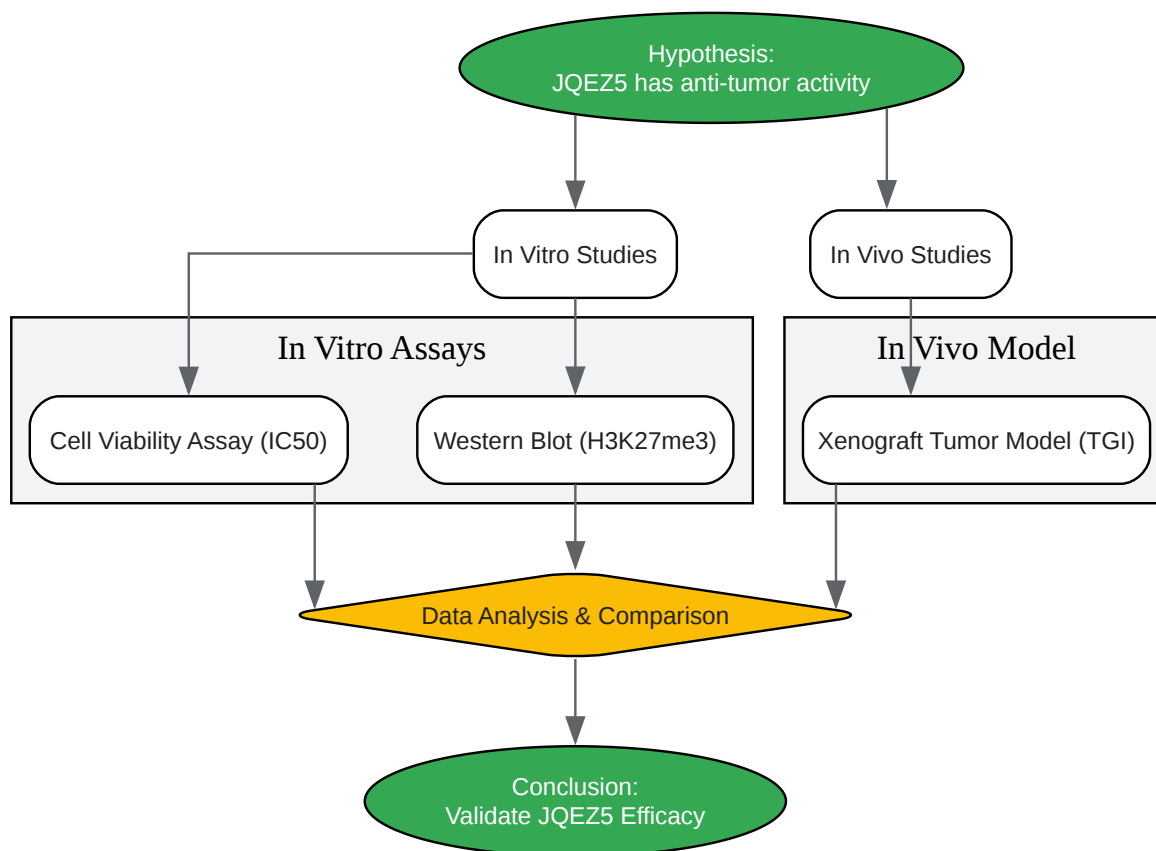 Hypothesis:
JQEZ5 has anti-tumor activity
In Vitro Studies
In Vivo Studies
In Vitro Assays
In Vivo Model
Cell Viability Assay (IC50)
Western Blot (H3K27me3)
Xenograft Tumor Model (TGI)
Data Analysis & Comparison
Conclusion:
Validate JQEZ5 Efficacy